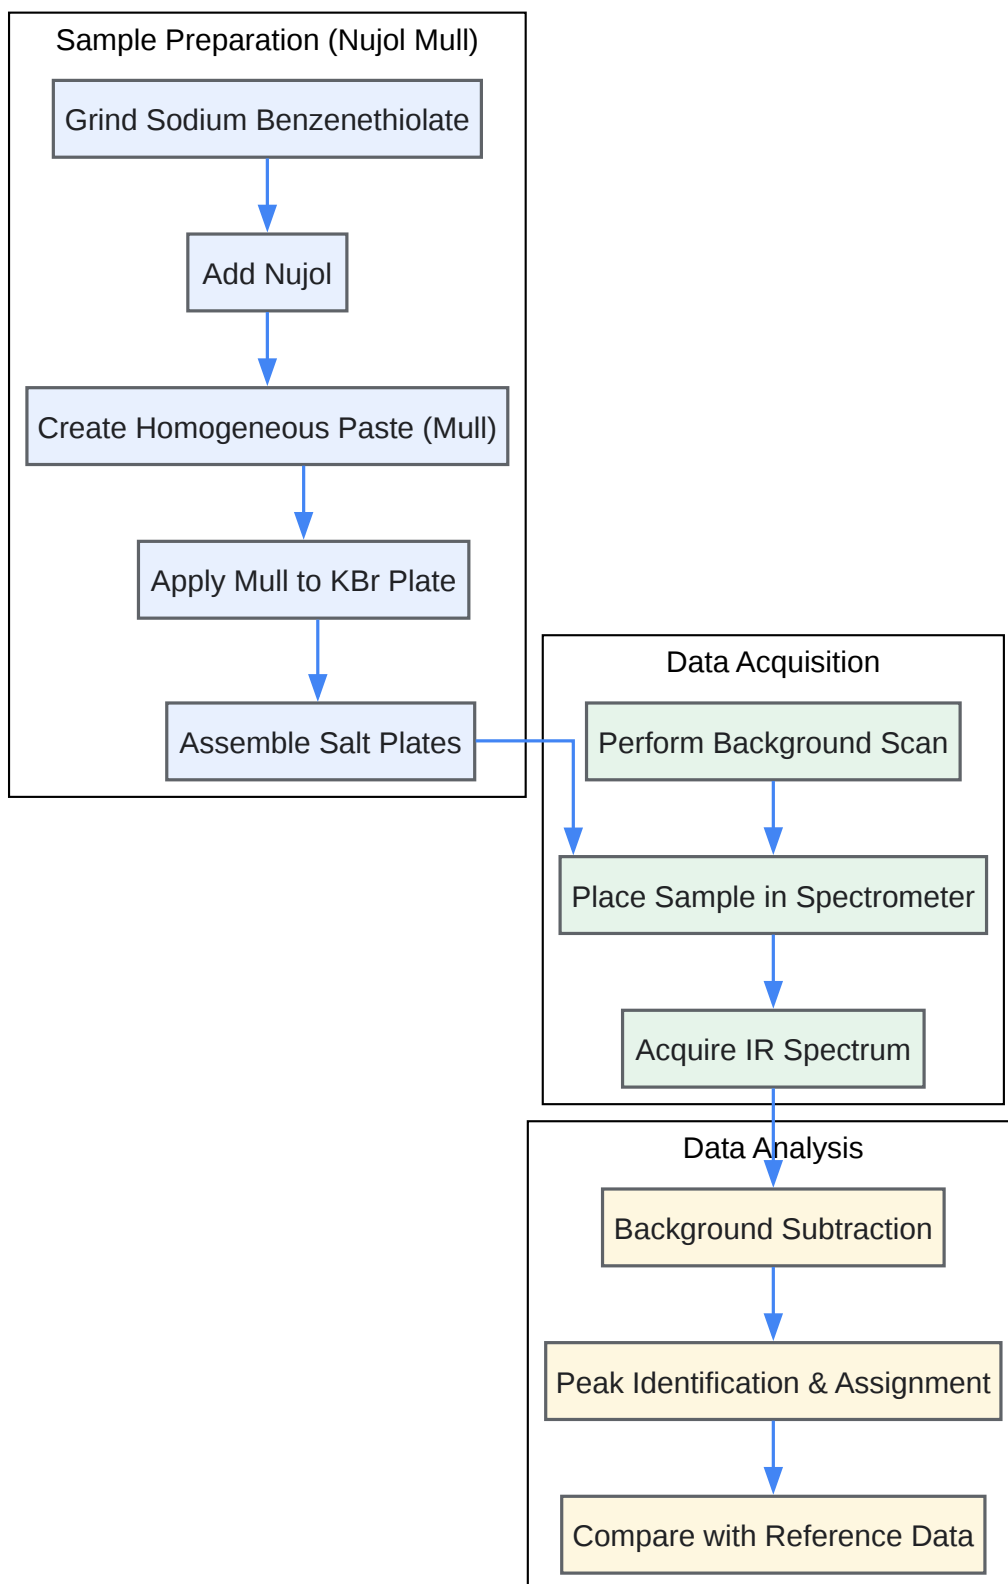 Sample Preparation (Nujol Mull)
Grind Sodium Benzenethiolate
Add Nujol
Create Homogeneous Paste (Mull)
Apply Mull to KBr Plate
Assemble Salt Plates
Data Acquisition
Perform Background Scan
Place Sample in Spectrometer
Acquire IR Spectrum
Data Analysis
Background Subtraction
Peak Identification & Assignment
Compare with Reference Data